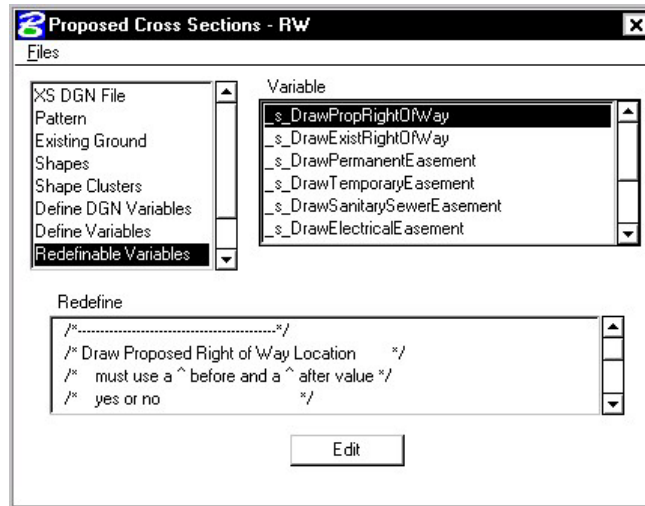 Proposed Cross Sections - RW
Files
XS DGN File
Pattern
Existing Ground
Shapes
Shape Clusters
Define DGN Variables
Define Variables
Redefinable Variables
Variable
_s_DrawPropRightOfWay
_s_DrawExistRightOfWay
_s_DrawPermanentEasement
_s_DrawTemporaryEasement
_s_DrawSanitarySewerEasement
_s_DrawElectricalEasement
Redefine
/*-------------------------------------------*/
/* Draw Proposed Right of Way Location */
/* must use a ^ before and a ^ after value */
/* yes or no */
Edit